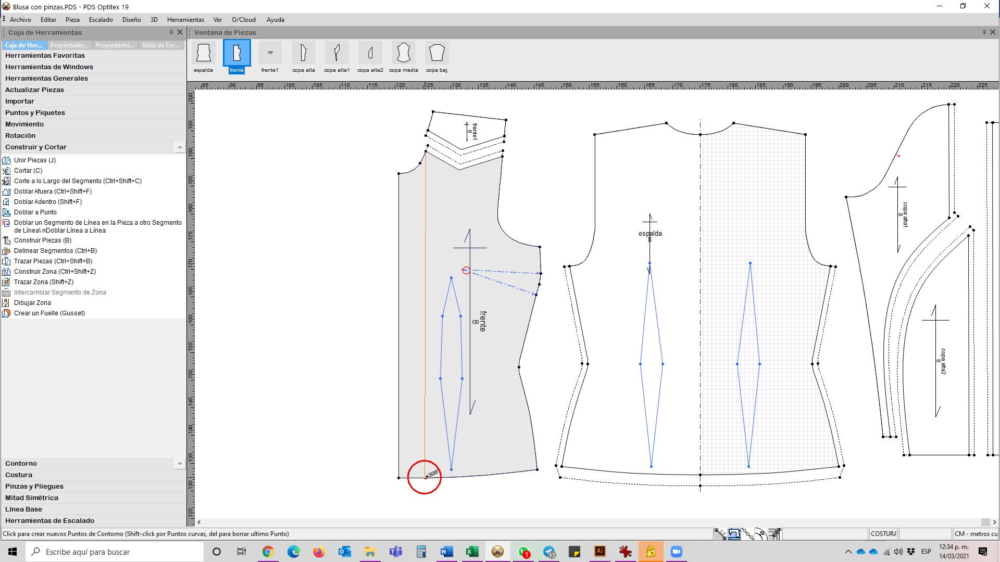 Blusa con pinzas.PDS - PDS Optitex 19
Archivo Editar Pieza Escalado Diseño 3D Herramientas Ver O/Cloud Ayuda
Caja de Herramientas
Ventana de Piezas
Caja de Her... Propiedades... Propiedades... Tabla de Esc...
espalda frente frente1 copa alta copa alta1 copa alta2 copa media copa baj
Herramientas Favoritas
Herramientas de Windows
Herramientas Generales
Actualizar Piezas
Importar
Puntos y Piquetes
Movimiento
Rotación
Construir y Cortar
Unir Piezas (J)
Cortar (C)
Corte a lo Largo del Segmento (Ctrl+Shift+C)
Doblar Afuera (Ctrl+Shift+F)
Doblar Adentro (Shift+F)
Doblar a Punto
Doblar un Segmento de Línea en la Pieza a otro Segmento
de Línea\nDoblar Línea a Línea
Construir Piezas (B)
Delinear Segmentos (Ctrl+B)
Trazar Piezas (Ctrl+Shift+B)
Construir Zona (Ctrl+Shift+Z)
Trazar Zona (Shift+Z)
Intercambiar Segmento de Zona
Dibujar Zona
Crear un Fuelle (Gusset)
Contorno
Costura
Pinzas y Pliegues
Mitad Simétrica
Línea Base
Herramientas de Escalado
85 90 95 100 105 110 115 120 125 130 135 140 145 150 155 160 165 170 175 180 185 190 195 200 205 210 215 220 225
200
195
190
185
180
175
170
165
160
155
150
145
140
135
130
125
frente1
8
frente
8
espalda
8
copa alta1
8
copa alta2
8
Click para crear nuevos Puntos de Contorno (Shift-click por Puntos curvas, del para borrar ultimo Punto)
COSTURA
CM - metros cu
Escribe aquí para buscar
1
13
Ai
ESP
12:34 p. m.
14/03/2021